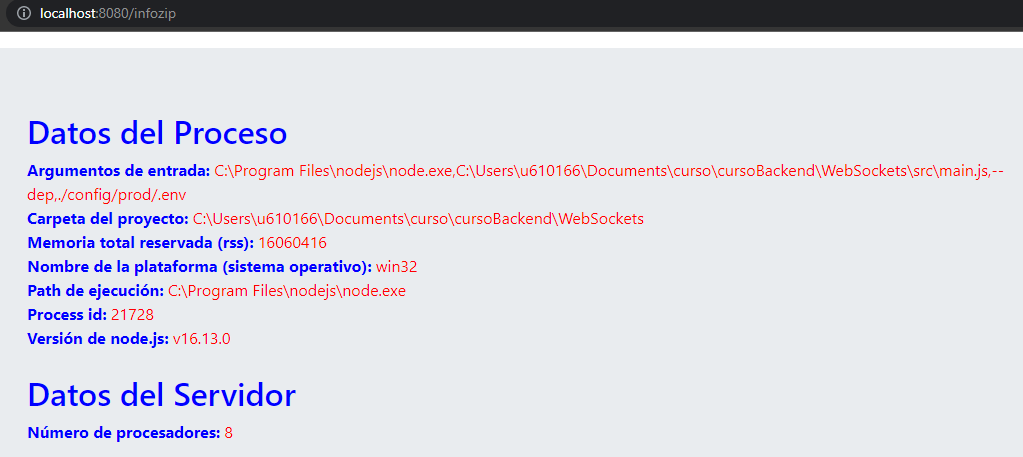 localhost:8080/infozip
Datos del Proceso
Argumentos de entrada: C:\Program Files\nodejs\node.exe,C:\Users\u610166\Documents\curso\cursoBackend\WebSockets\src\main.js,--
dep,./config/prod/.env
Carpeta del proyecto: C:\Users\u610166\Documents\curso\cursoBackend\WebSockets
Memoria total reservada (rss): 16060416
Nombre de la plataforma (sistema operativo): win32
Path de ejecución: C:\Program Files\nodejs\node.exe
Process id: 21728
Versión de node.js: v16.13.0
Datos del Servidor
Número de procesadores: 8